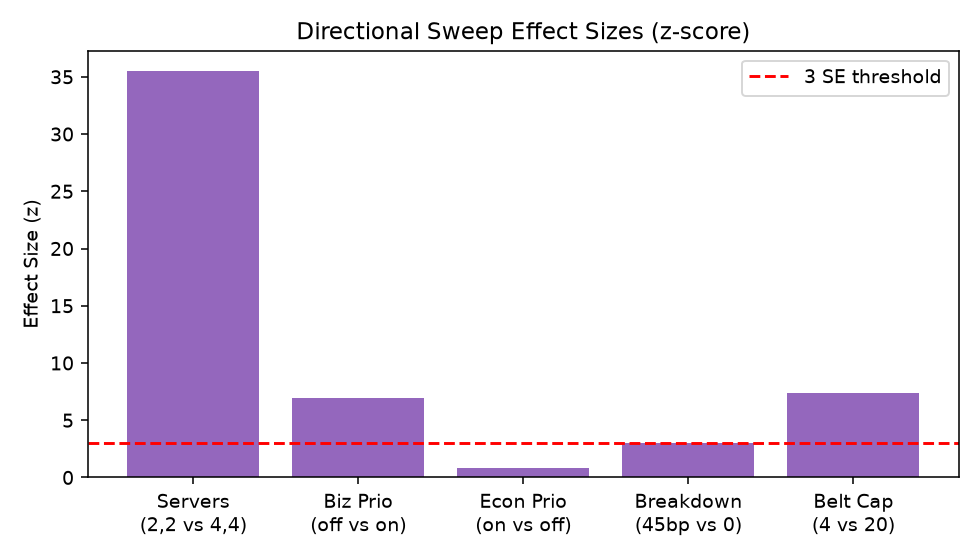 Directional Sweep Effect Sizes (z-score)
3 SE threshold
Effect Size (z)
35
30
25
20
15
10
5
0
Servers
(2,2 vs 4,4)
Biz Prio
(off vs on)
Econ Prio
(on vs off)
Breakdown
(45bp vs 0)
Belt Cap
(4 vs 20)